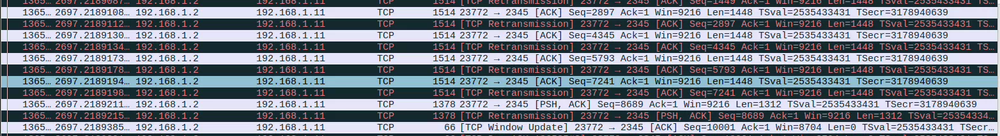 1365… 2697.2189087… 192.168.1.2 192.168.1.11 TCP 1514 [TCP Retransmission] 23772 → 2345 [ACK] Seq=1449 Ack=1 Win=9216 Len=1448 TSval=2535433431 TS…
1365… 2697.2189108… 192.168.1.2 192.168.1.11 TCP 1514 23772 → 2345 [ACK] Seq=2897 Ack=1 Win=9216 Len=1448 TSval=2535433431 TSecr=3178940639
1365… 2697.2189112… 192.168.1.2 192.168.1.11 TCP 1514 [TCP Retransmission] 23772 → 2345 [ACK] Seq=2897 Ack=1 Win=9216 Len=1448 TSval=2535433431 TS…
1365… 2697.2189130… 192.168.1.2 192.168.1.11 TCP 1514 23772 → 2345 [ACK] Seq=4345 Ack=1 Win=9216 Len=1448 TSval=2535433431 TSecr=3178940639
1365… 2697.2189134… 192.168.1.2 192.168.1.11 TCP 1514 [TCP Retransmission] 23772 → 2345 [ACK] Seq=4345 Ack=1 Win=9216 Len=1448 TSval=2535433431 TS…
1365… 2697.2189173… 192.168.1.2 192.168.1.11 TCP 1514 23772 → 2345 [ACK] Seq=5793 Ack=1 Win=9216 Len=1448 TSval=2535433431 TSecr=3178940639
1365… 2697.2189178… 192.168.1.2 192.168.1.11 TCP 1514 [TCP Retransmission] 23772 → 2345 [ACK] Seq=5793 Ack=1 Win=9216 Len=1448 TSval=2535433431 TS…
1365… 2697.2189194… 192.168.1.2 192.168.1.11 TCP 1514 23772 → 2345 [ACK] Seq=7241 Ack=1 Win=9216 Len=1448 TSval=2535433431 TSecr=3178940639
1365… 2697.2189198… 192.168.1.2 192.168.1.11 TCP 1514 [TCP Retransmission] 23772 → 2345 [ACK] Seq=7241 Ack=1 Win=9216 Len=1448 TSval=2535433431 TS…
1365… 2697.2189211… 192.168.1.2 192.168.1.11 TCP 1378 23772 → 2345 [PSH, ACK] Seq=8689 Ack=1 Win=9216 Len=1312 TSval=2535433431 TSecr=3178940639
1365… 2697.2189215… 192.168.1.2 192.168.1.11 TCP 1378 [TCP Retransmission] 23772 → 2345 [PSH, ACK] Seq=8689 Ack=1 Win=9216 Len=1312 TSval=25354334…
1365… 2697.2189385… 192.168.1.2 192.168.1.11 TCP 66 [TCP Window Update] 23772 → 2345 [ACK] Seq=10001 Ack=1 Win=8704 Len=0 TSval=2535433431 TSecr…